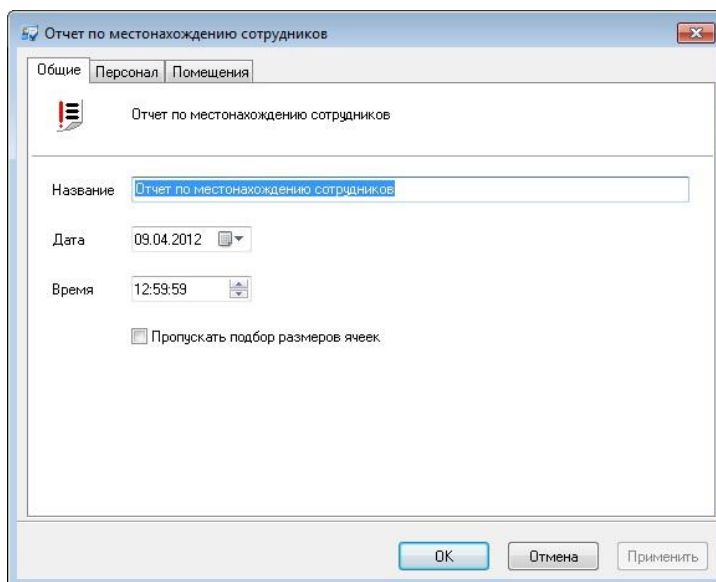 Отчет по местонахождению сотрудников
Общие Персонал Помещения
Отчет по местонахождению сотрудников
Название Отчет по местонахождению сотрудников
Дата 09.04.2012
Время 12:59:59
Пропускать подбор размеров ячеек
OK Отмена Применить